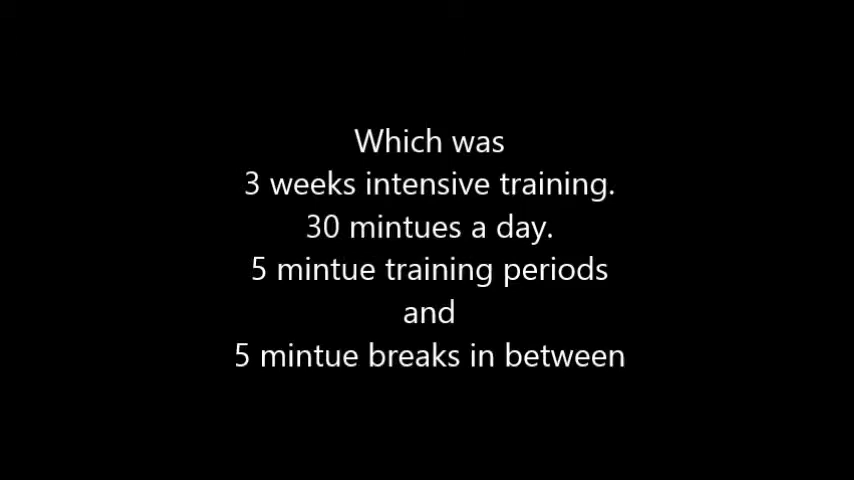 Which was
3 weeks intensive training.
30 mintues a day.
5 mintue training periods
and
5 mintue breaks in between